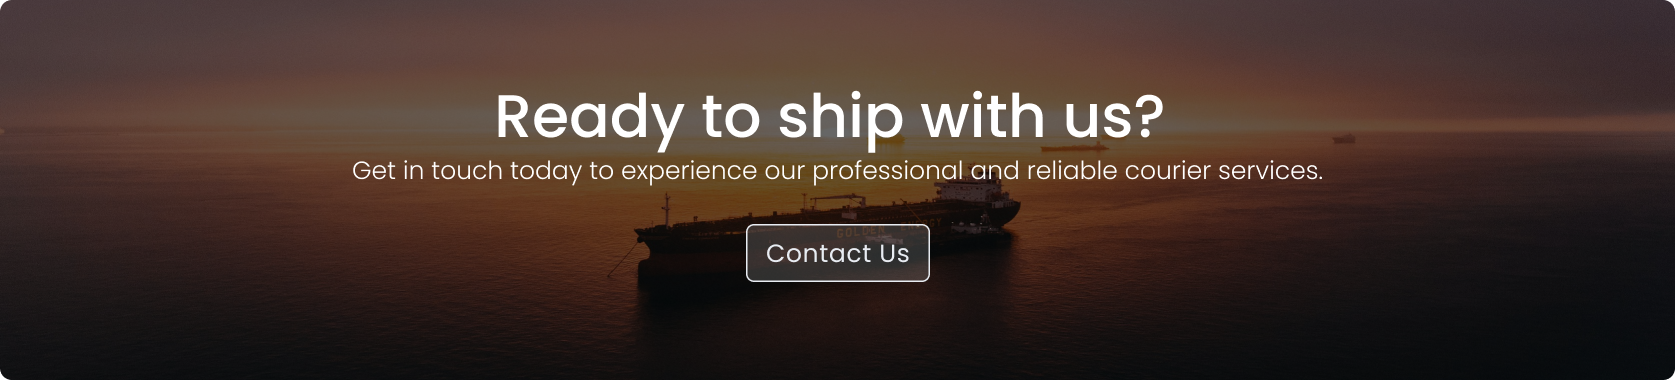 Ready to ship with us?
Get in touch today to experience our professional and reliable courier services.
GOLDEN
Contact Us